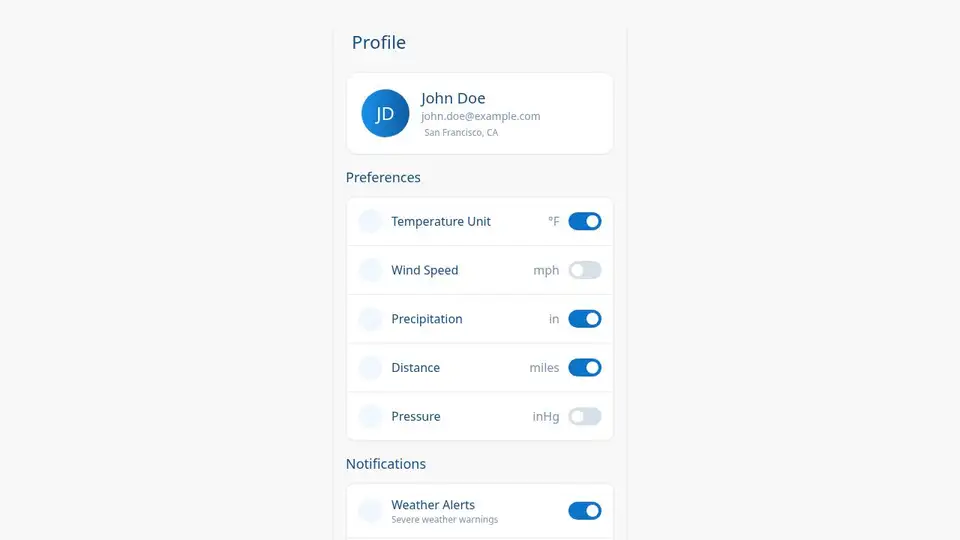 Profile
JD
John Doe
john.doe@example.com
San Francisco, CA
Preferences
Temperature Unit °F
Wind Speed mph
Precipitation in
Distance miles
Pressure inHg
Notifications
Weather Alerts
Severe weather warnings